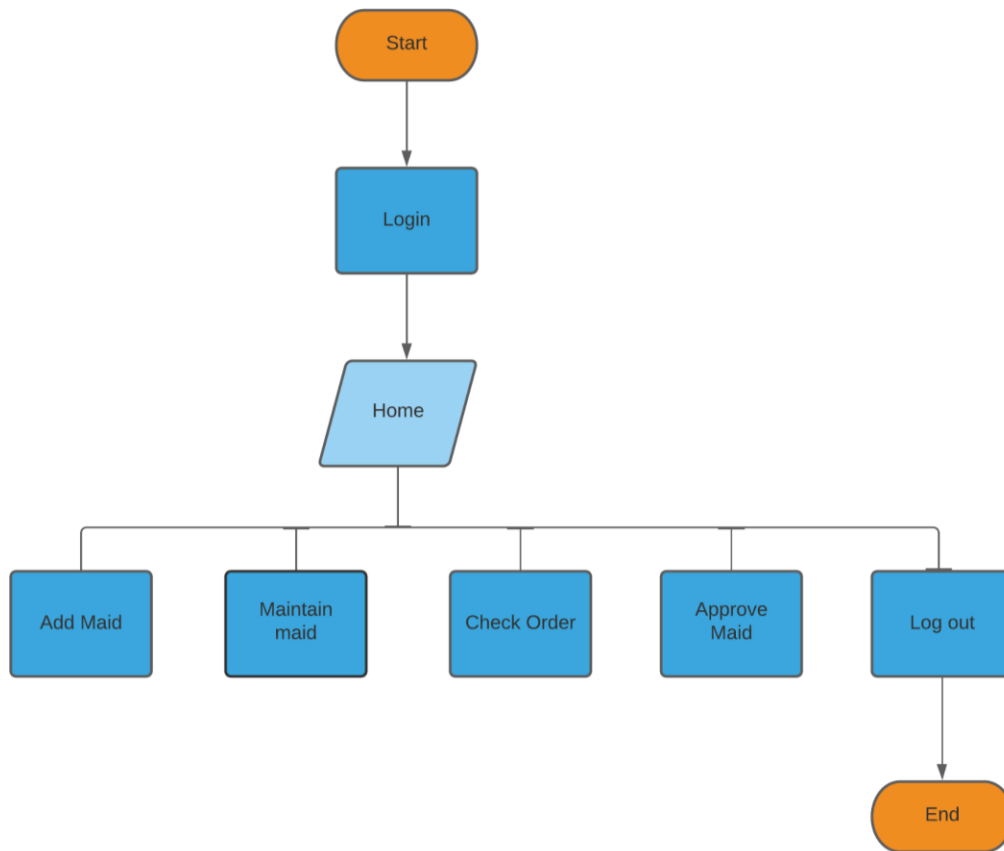 Start
Login
Home
Add Maid
Maintain
maid
Check Order
Approve
Maid
Log out
End